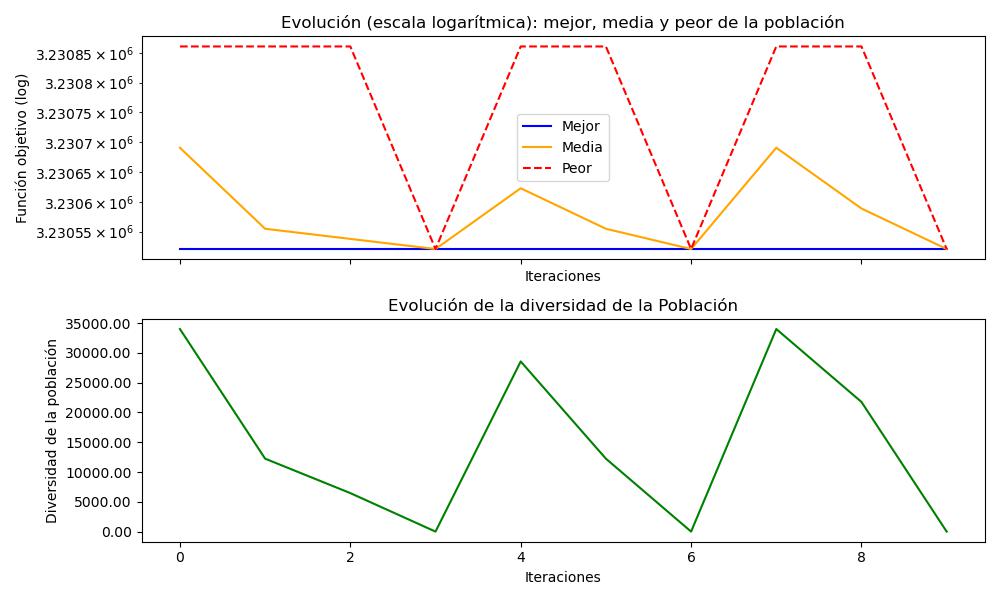 Evolución (escala logarítmica): mejor, media y peor de la población
Función objetivo (log)
3,23085 × 10⁶
3,2308 × 10⁶
3,23075 × 10⁶
3,2307 × 10⁶
3,23065 × 10⁶
3,2306 × 10⁶
3,23055 × 10⁶
Mejor
Media
Peor
Iteraciones
Evolución de la diversidad de la Población
Diversidad de la población
35000.00
30000.00
25000.00
20000.00
15000.00
10000.00
5000.00
0.00
0 2 4 6 8
Iteraciones